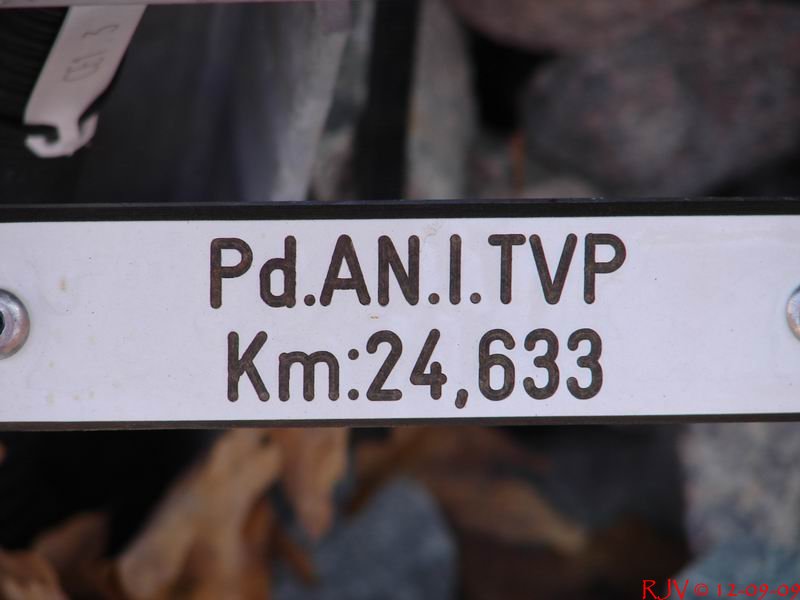 Pd.AN.I.TVP
Km:24,633
RJV © 12-09-09